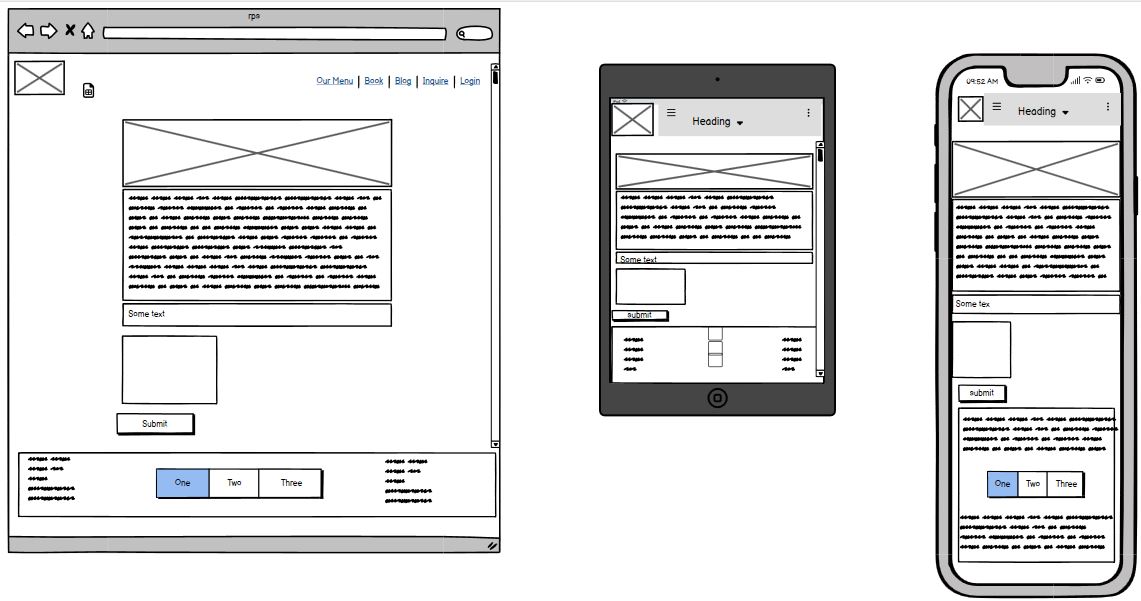 rps
Our Menu | Book | Blog | Inquire | Login
Some text
Submit
One Two Three
Heading
Some text
submit
09:52 AM
Heading
Some tex
submit
One Two Three